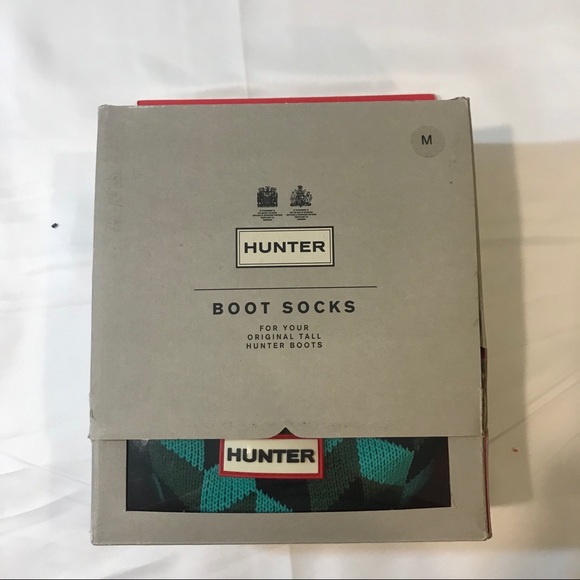 M
HUNTER
BOOT SOCKS
FOR YOUR
ORIGINAL TALL
HUNTER BOOTS
HUNTER